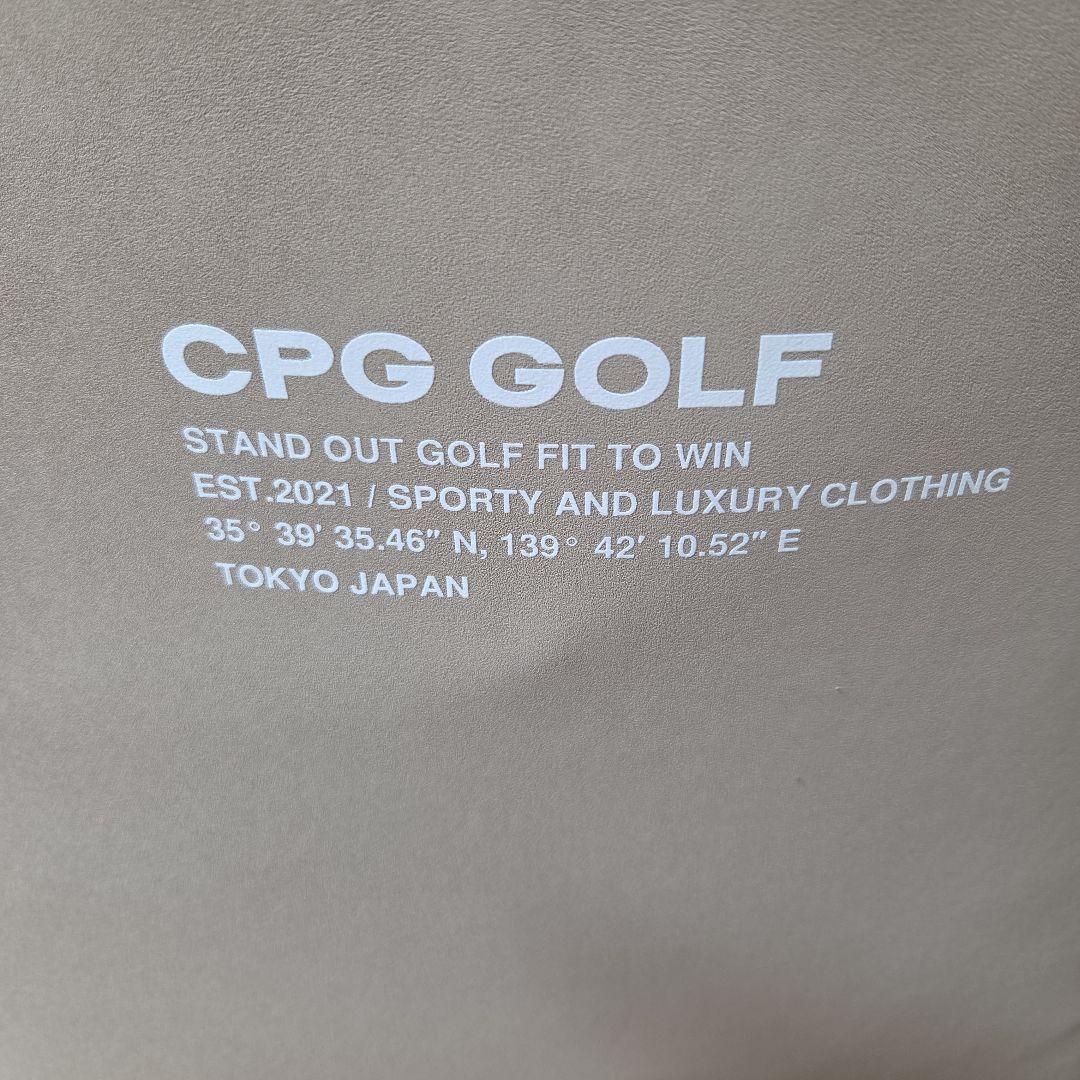 CPG GOLF
STAND OUT GOLF FIT TO WIN
EST.2021 / SPORTY AND LUXURY CLOTHING
35° 39′ 35.46″ N, 139° 42′ 10.52″ E
TOKYO JAPAN